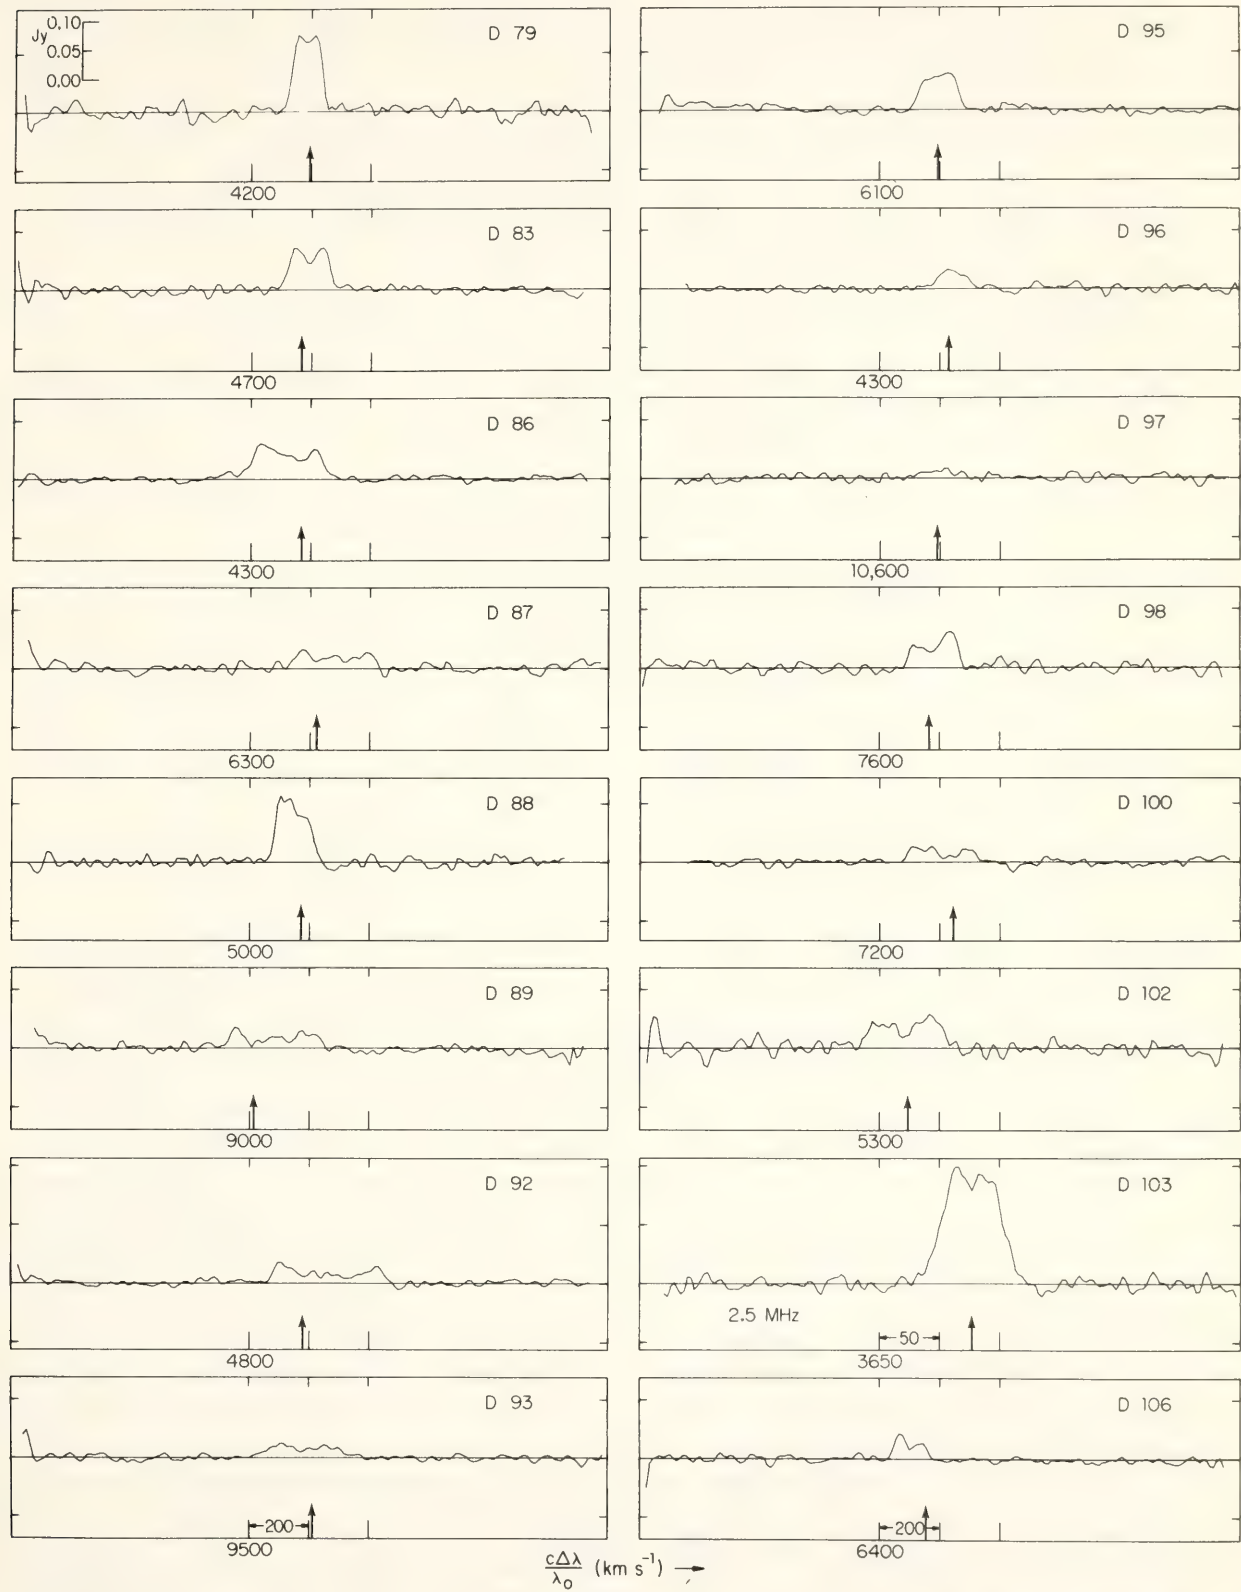 Jy
0.10
0.05
0.00
D 79
4200
D 83
4700
D 86
4300
D 87
6300
D 88
5000
D 89
9000
D 92
4800
D 93
200
9500
D 95
6100
D 96
4300
D 97
10,600
D 98
7600
D 100
7200
D 102
5300
D 103
2.5 MHz
50
3650
D 106
200
6400
cΔλ
λ₀
(km s⁻¹) →